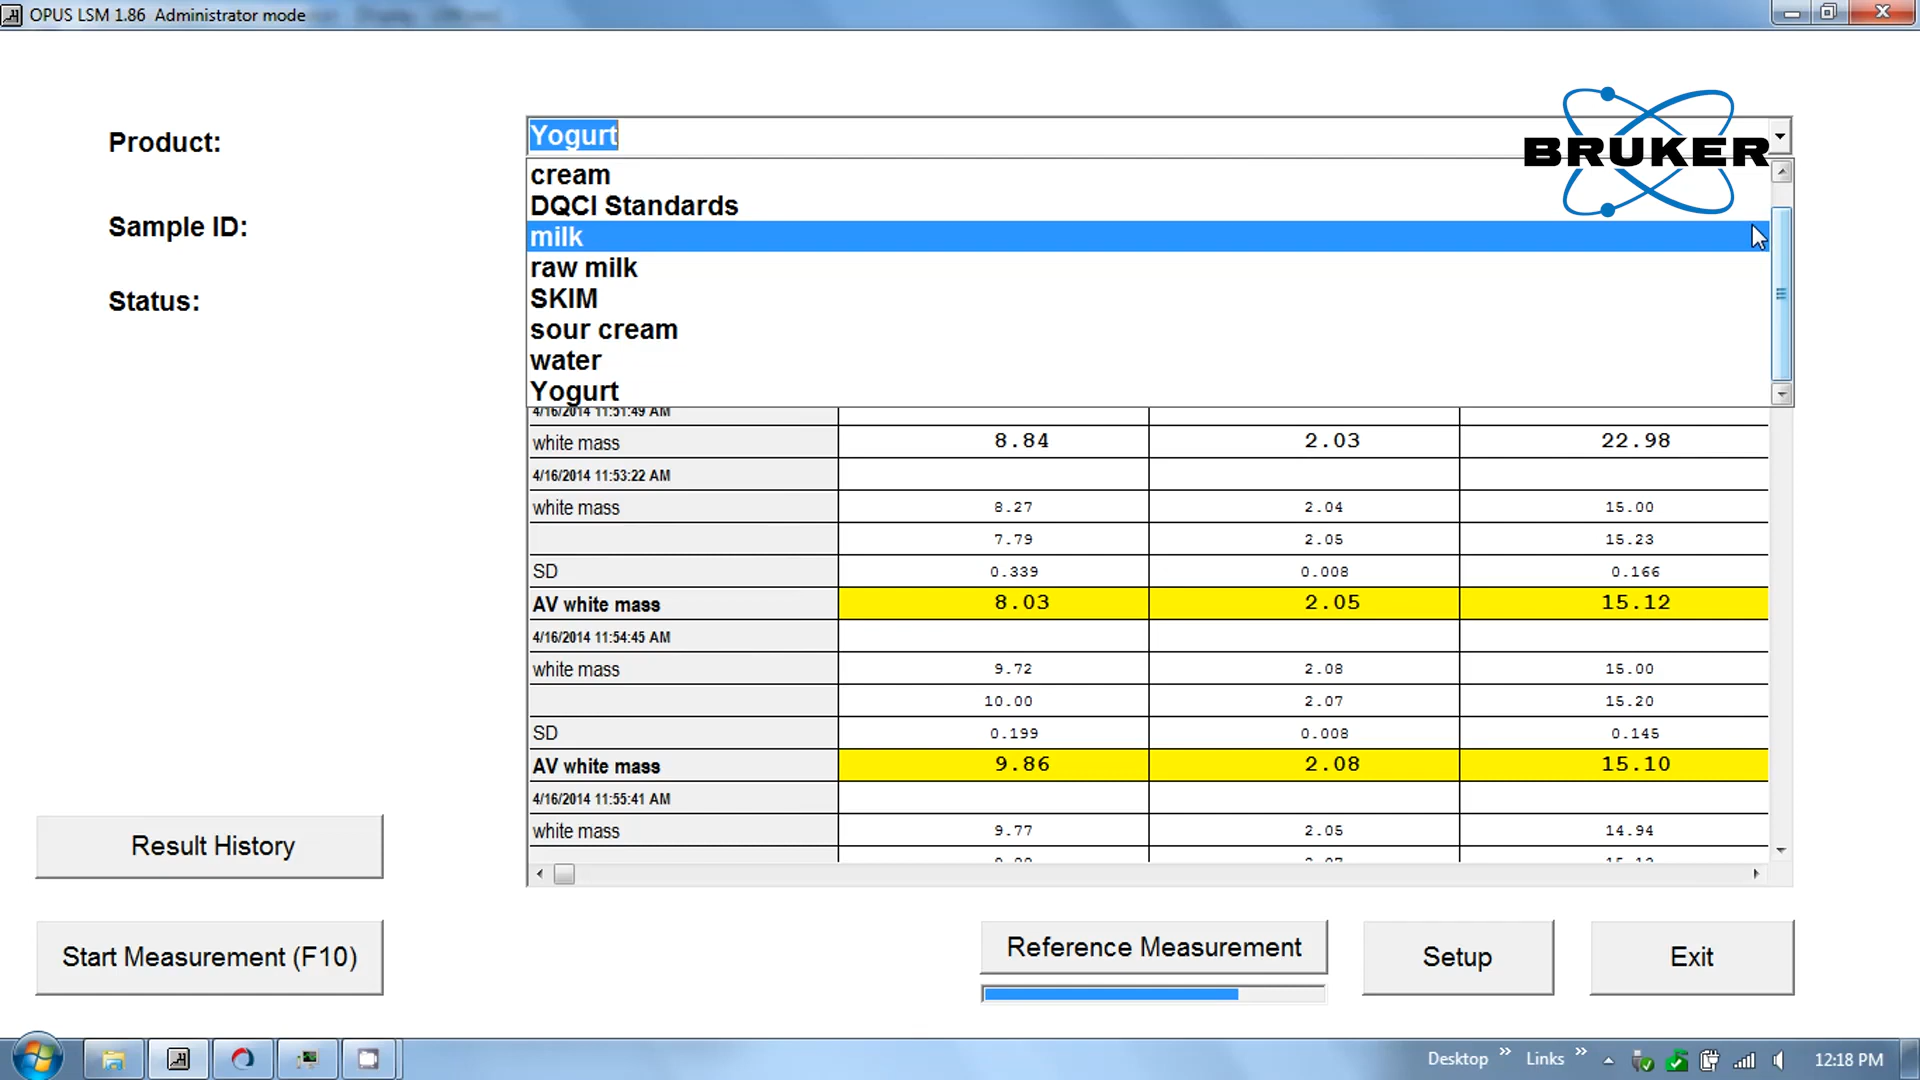 OPUS LSM 1.86 Administrator mode
Product:
Yogurt
BRUKER
cream
DQCI Standards
Sample ID:
milk
raw milk
Status:
SKIM
sour cream
water
Yogurt
4/16/2014 11:51:49 AM
white mass 8.84 2.03 22.98
4/16/2014 11:53:22 AM
white mass 8.27 2.04 15.00
7.79 2.05 15.23
SD 0.339 0.008 0.166
AV white mass 8.03 2.05 15.12
4/16/2014 11:54:45 AM
white mass 9.72 2.08 15.00
10.00 2.07 15.20
SD 0.199 0.008 0.145
AV white mass 9.86 2.08 15.10
4/16/2014 11:55:41 AM
white mass 9.77 2.05 14.94
Result History
Start Measurement (F10)
Reference Measurement
Setup
Exit
Desktop » Links » 12:18 PM